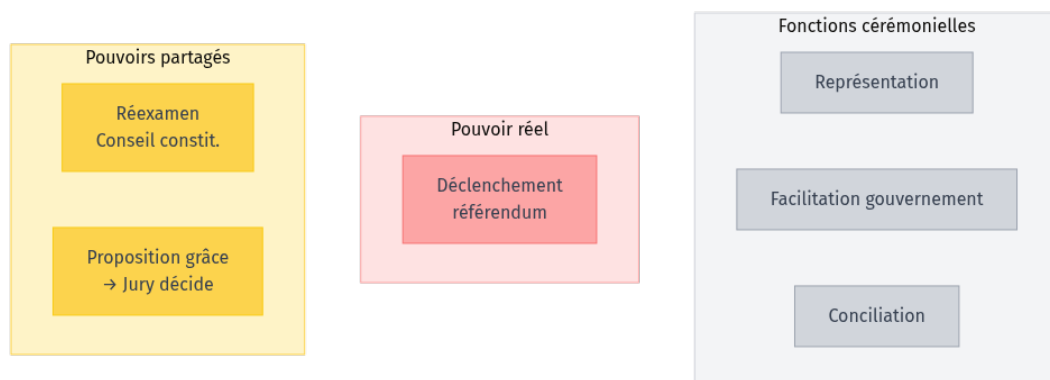 Pouvoirs partagés
Réexamen
Conseil constit.
Proposition grâce
→ Jury décide
Pouvoir réel
Déclenchement
référendum
Fonctions cérémonielles
Représentation
Facilitation gouvernement
Conciliation